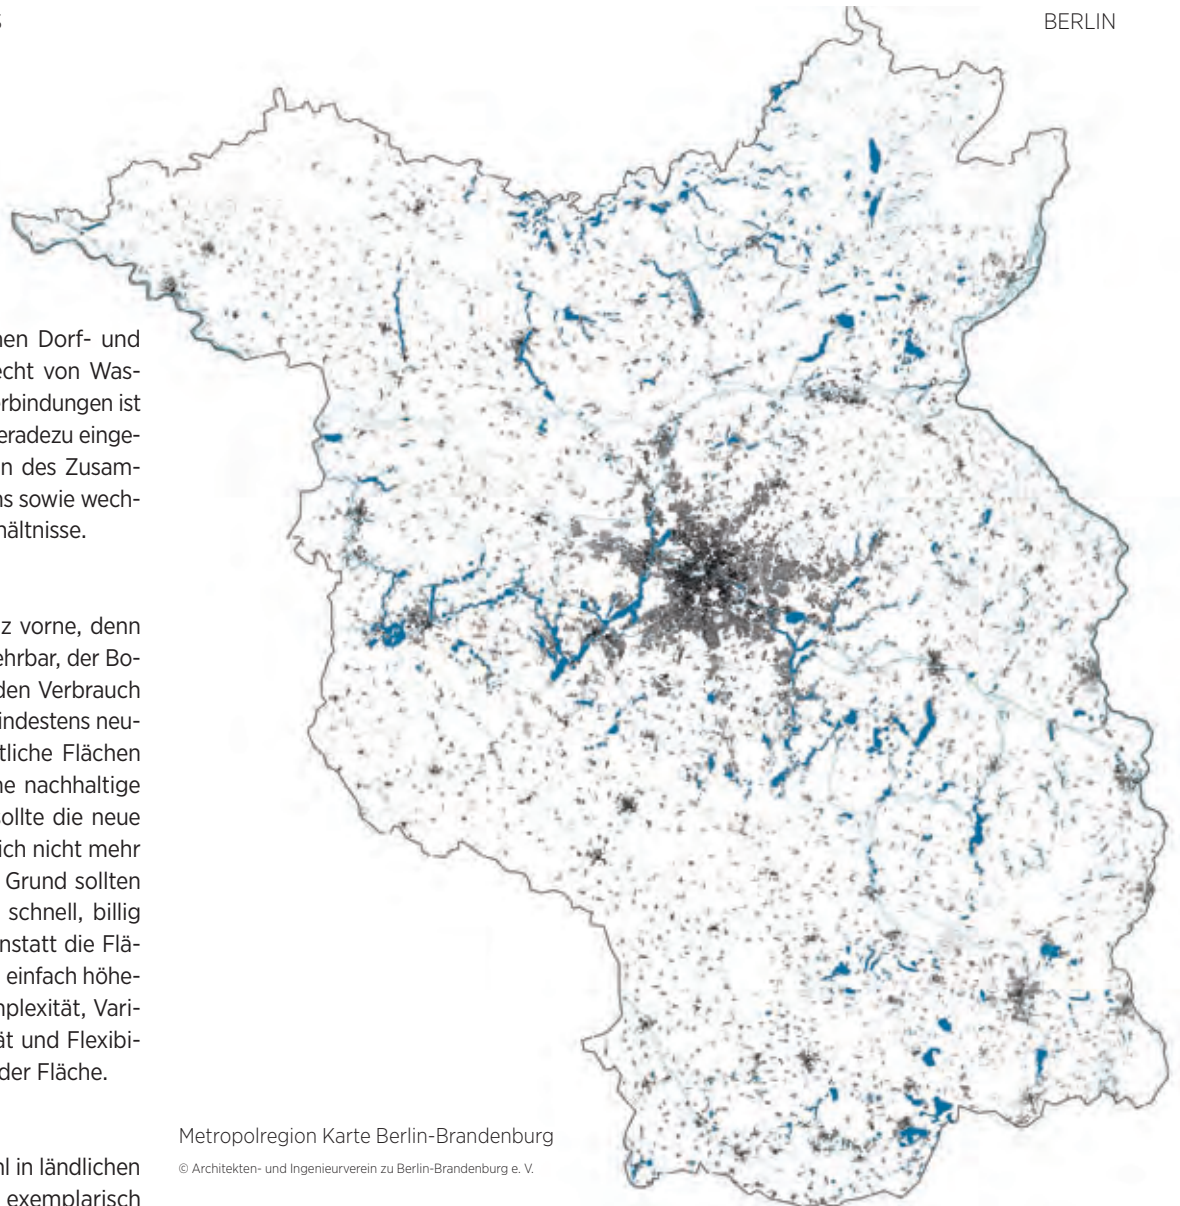 BERLIN
nen Dorf- und
echt von Was-
erbindungen ist
eradezu einge-
n des Zusam-
ns sowie wech-
hältnisse.
z vorne, denn
ehrbar, der Bo-
den Verbrauch
indestens neu-
tliche Flächen
ne nachhaltige
sollte die neue
ich nicht mehr
Grund sollten
schnell, billig
nstatt die Flä-
einfach höhe-
nplexität, Vari-
ät und Flexibi-
der Fläche.
Metropolregion Karte Berlin-Brandenburg
© Architekten- und Ingenieurverein zu Berlin-Brandenburg e. V.
l in ländlichen
exemplarisch